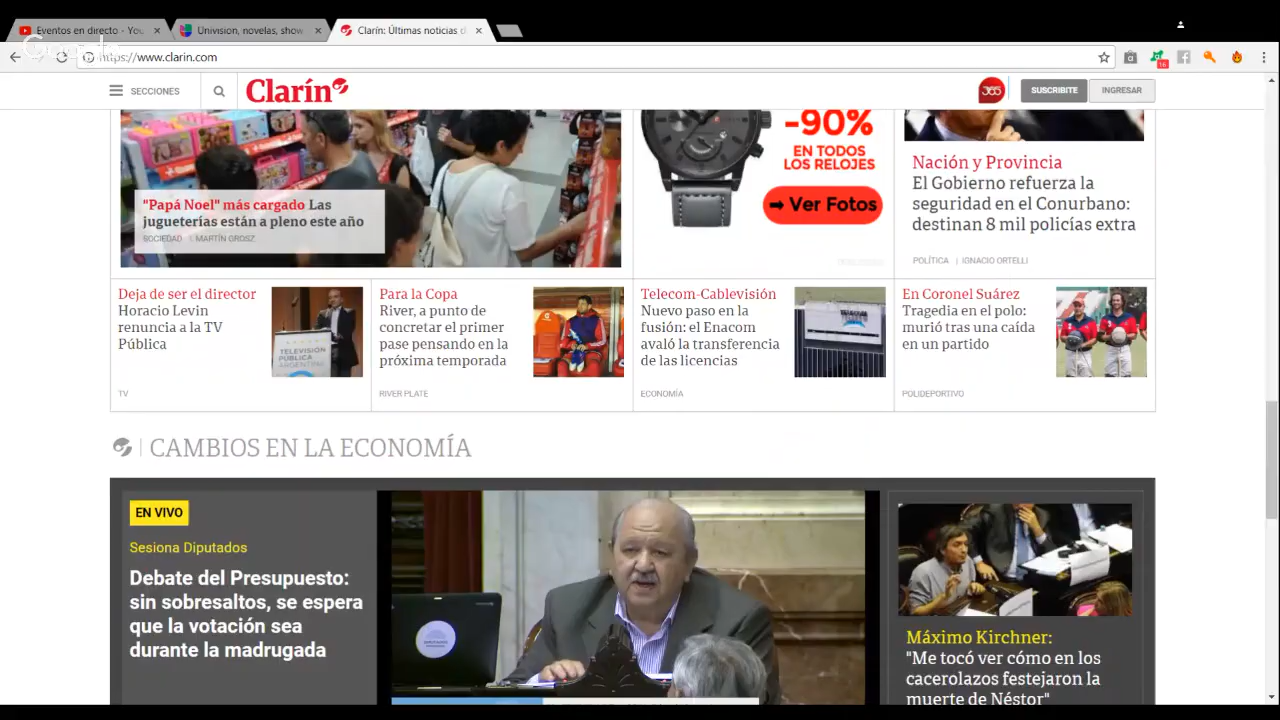 Eventos en directo - You
Univision, novelas, show
Clarín: Últimas noticias d
https://www.clarin.com
16
SECCIONES
Clarín
365
SUSCRIBITE
INGRESAR
"Papá Noel" más cargado Las
jugueterías están a pleno este año
SOCIEDAD | MARTÍN GROSZ
-90%
EN TODOS
LOS RELOJES
➡ Ver Fotos
Nación y Provincia
El Gobierno refuerza la
seguridad en el Conurbano:
destinan 8 mil policías extra
POLÍTICA | IGNACIO ORTELLI
Deja de ser el director
Horacio Levin
renuncia a la TV
Pública
TV
TELEVISIÓN
PÚBLICA
ARGENTINA
Para la Copa
River, a punto de
concretar el primer
pase pensando en la
próxima temporada
RIVER PLATE
Telecom-Cablevisión
Nuevo paso en la
fusión: el Enacom
avaló la transferencia
de las licencias
ECONOMÍA
En Coronel Suárez
Tragedia en el polo:
murió tras una caída
en un partido
POLIDEPORTIVO
CAMBIOS EN LA ECONOMÍA
EN VIVO
Sesiona Diputados
Debate del Presupuesto:
sin sobresaltos, se espera
que la votación sea
durante la madrugada
Máximo Kirchner:
"Me tocó ver cómo en los
cacerolazos festejaron la
muerte de Néstor"